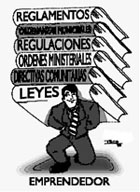 REGLAMENTOS
ORDENANZAS MUNICIPALES
REGULACIONES
ORDENES MINISTERIALES
DIRECTIVAS COMUNITARIAS
LEYES
EMPRENDEDOR